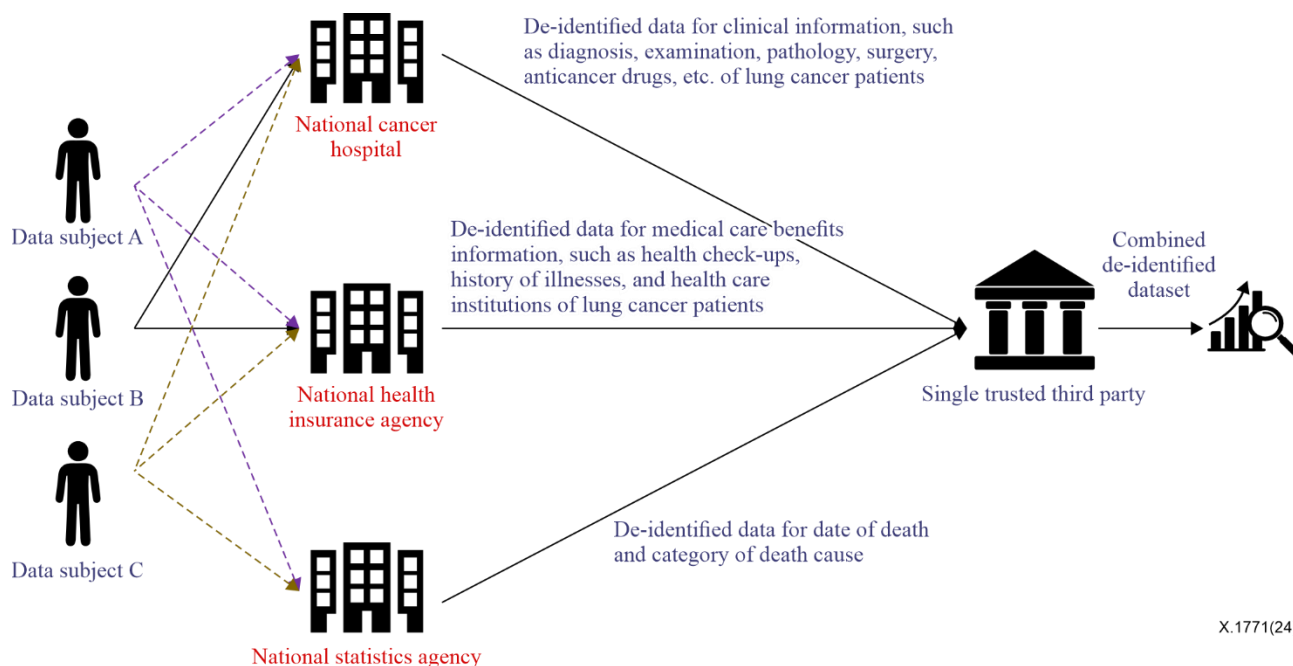 De-identified data for clinical information, such
as diagnosis, examination, pathology, surgery,
anticancer drugs, etc. of lung cancer patients
National cancer
hospital
Data subject A
De-identified data for medical care benefits
information, such as health check-ups,
history of illnesses, and health care
institutions of lung cancer patients
Combined
de-identified
dataset
Data subject B
National health
insurance agency
Single trusted third party
De-identified data for date of death
and category of death cause
Data subject C
National statistics agency
X.1771(24